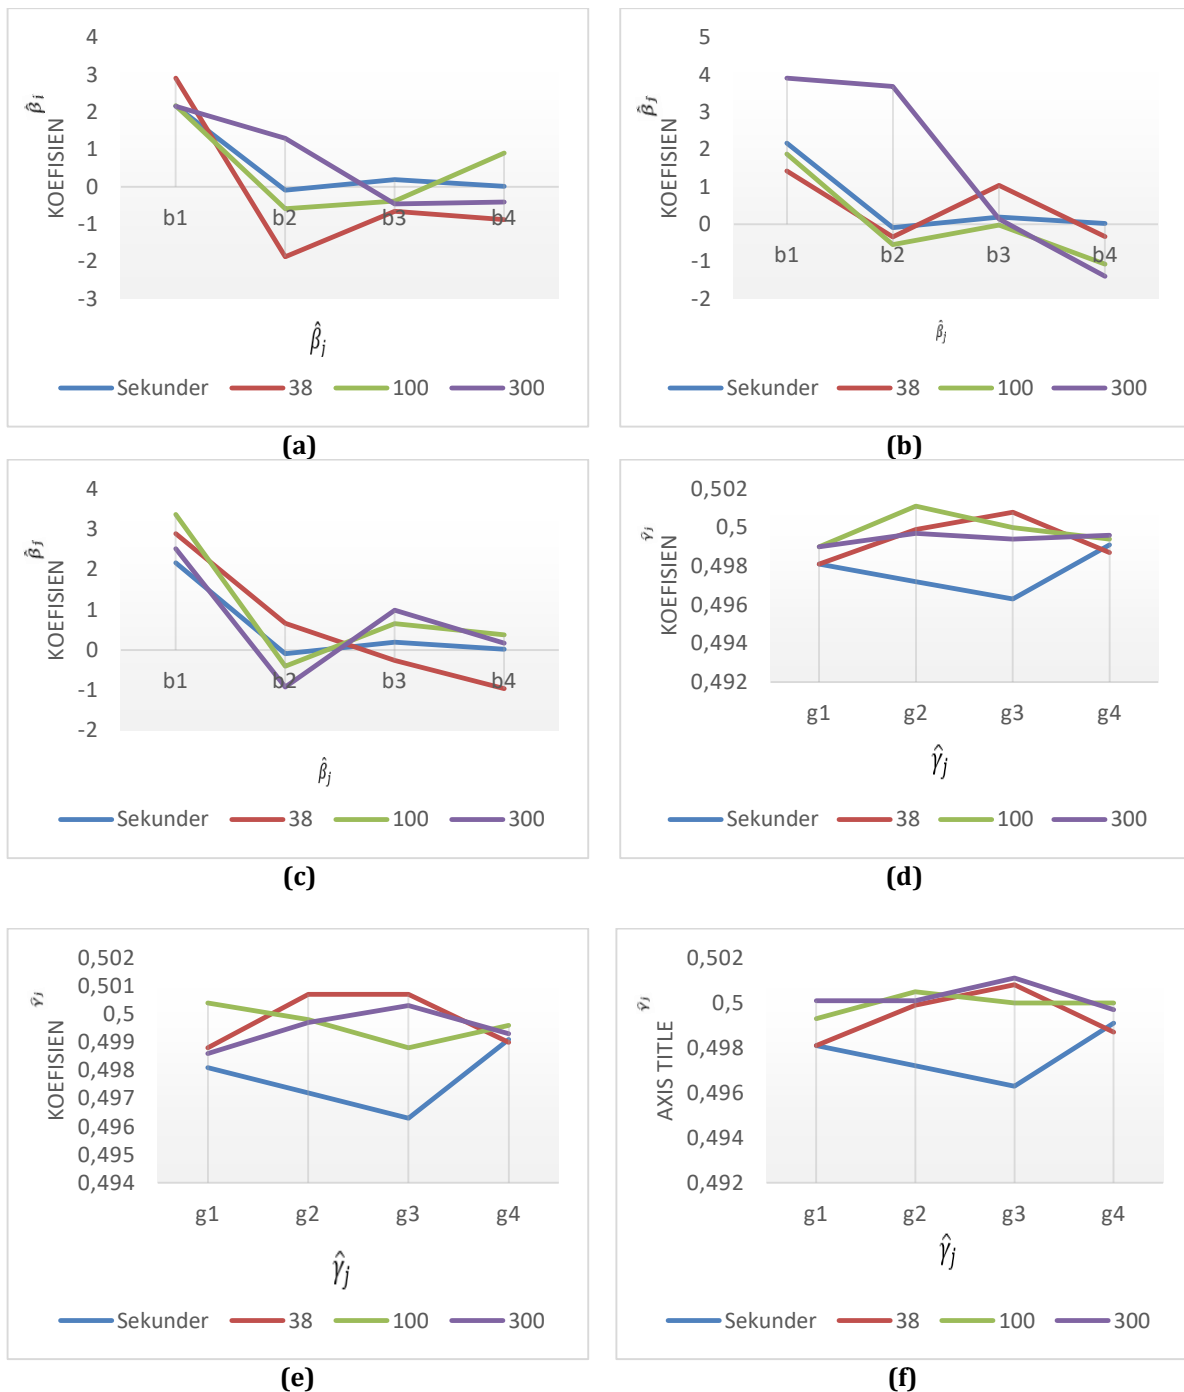 4
3
2
1
0
-1
-2
-3
KOEFISIEN β̂ⱼ
b1 b2 b3 b4
β̂ⱼ
Sekunder 38 100 300
(a)
5
4
3
2
1
0
-1
-2
KOEFISIEN β̂ⱼ
b1 b2 b3 b4
β̂ⱼ
Sekunder 38 100 300
(b)
4
3
2
1
0
-1
-2
KOEFISIEN β̂ⱼ
b1 b2 b3 b4
β̂ⱼ
Sekunder 38 100 300
(c)
0,502
0,5
0,498
0,496
0,494
0,492
KOEFISIEN γ̂ⱼ
g1 g2 g3 g4
γ̂ⱼ
Sekunder 38 100 300
(d)
0,502
0,501
0,5
0,499
0,498
0,497
0,496
0,495
0,494
KOEFISIEN γ̂ⱼ
g1 g2 g3 g4
γ̂ⱼ
Sekunder 38 100 300
(e)
0,502
0,5
0,498
0,496
0,494
0,492
AXIS TITLE γ̂ⱼ
g1 g2 g3 g4
γ̂ⱼ
Sekunder 38 100 300
(f)